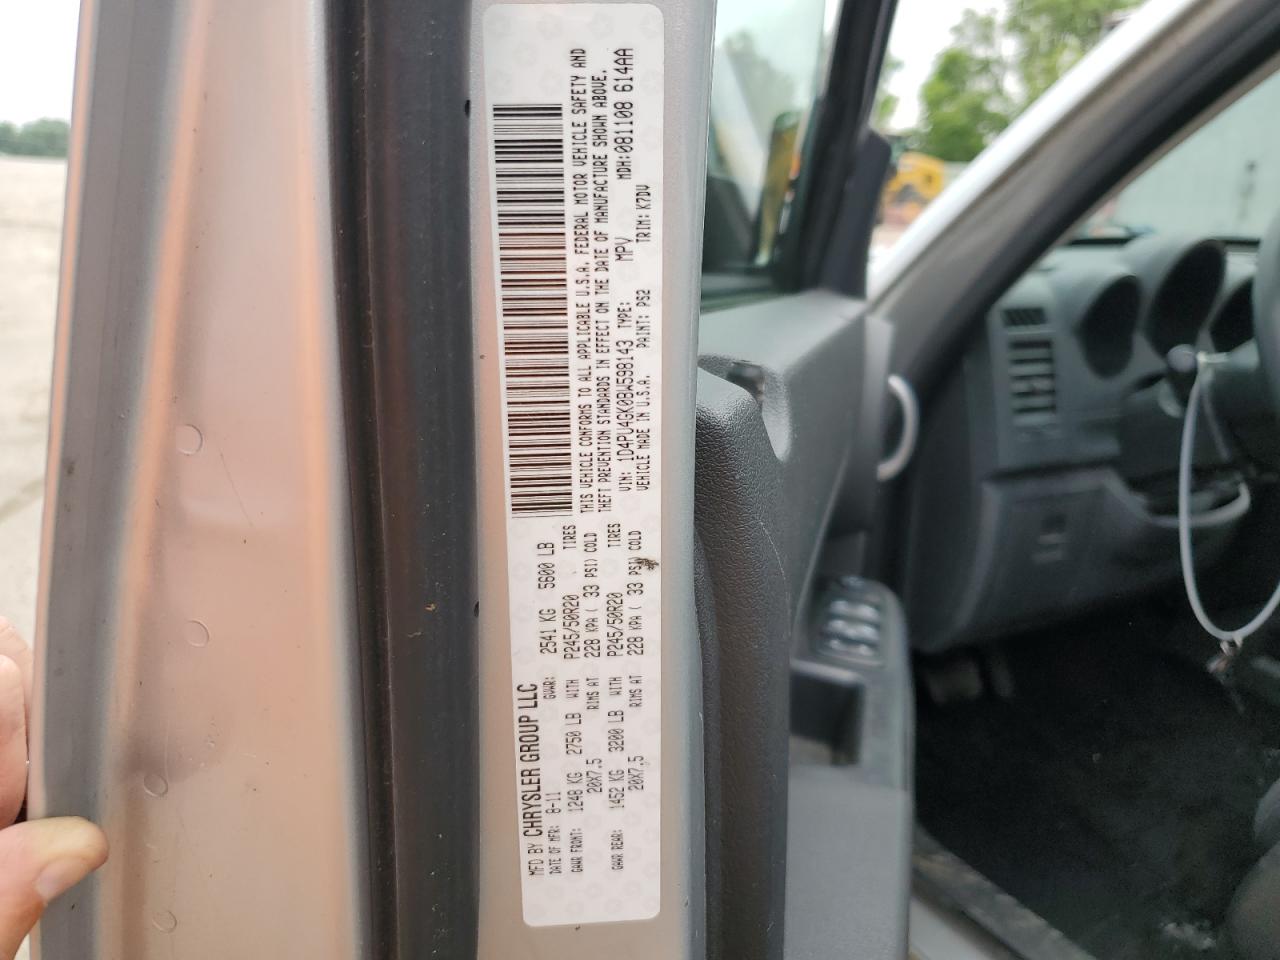 MFD BY CHRYSLER GROUP LLC
DATE OF MFR: 8-11 GVWR: 2541 KG 5600 LB
GAWR FRONT: 1248 KG 2750 LB WITH P245/50R20 TIRES
20X7.5 RIMS AT 228 KPA ( 33 PSI) COLD
GAWR REAR: 1452 KG 3200 LB WITH P245/50R20 TIRES
20X7.5 RIMS AT 228 KPA ( 33 PSI) COLD
THIS VEHICLE CONFORMS TO ALL APPLICABLE U.S.A. FEDERAL MOTOR VEHICLE SAFETY AND
THEFT PREVENTION STANDARDS IN EFFECT ON THE DATE OF MANUFACTURE SHOWN ABOVE.
VIN: 1D4PU4GK0BW598143 TYPE: MPV MDH:081108 614AA
VEHICLE MADE IN U.S.A. PAINT: PS2 TRIM: K7DV